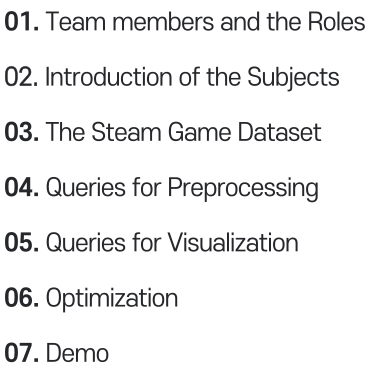 01. Team members and the Roles
02. Introduction of the Subjects
03. The Steam Game Dataset
04. Queries for Preprocessing
05. Queries for Visualization
06. Optimization
07. Demo